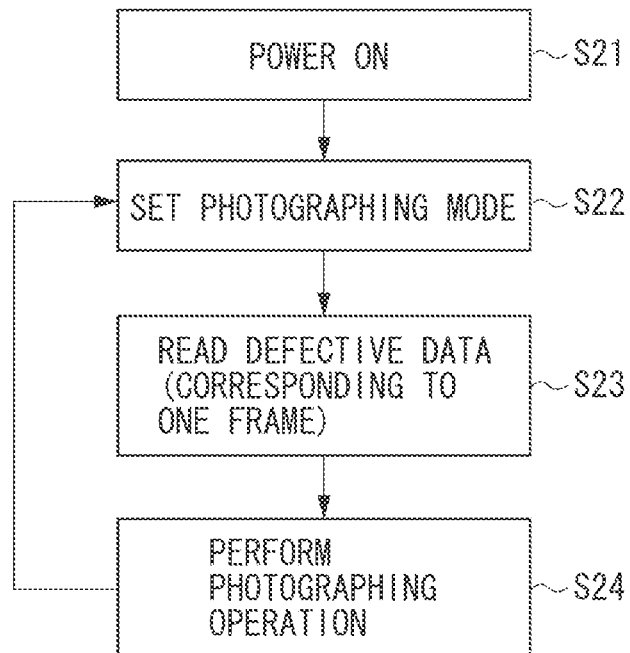 POWER ON
S21
SET PHOTOGRAPHING MODE
S22
READ DEFECTIVE DATA
(CORRESPONDING TO
ONE FRAME)
S23
PERFORM
PHOTOGRAPHING
OPERATION
S24